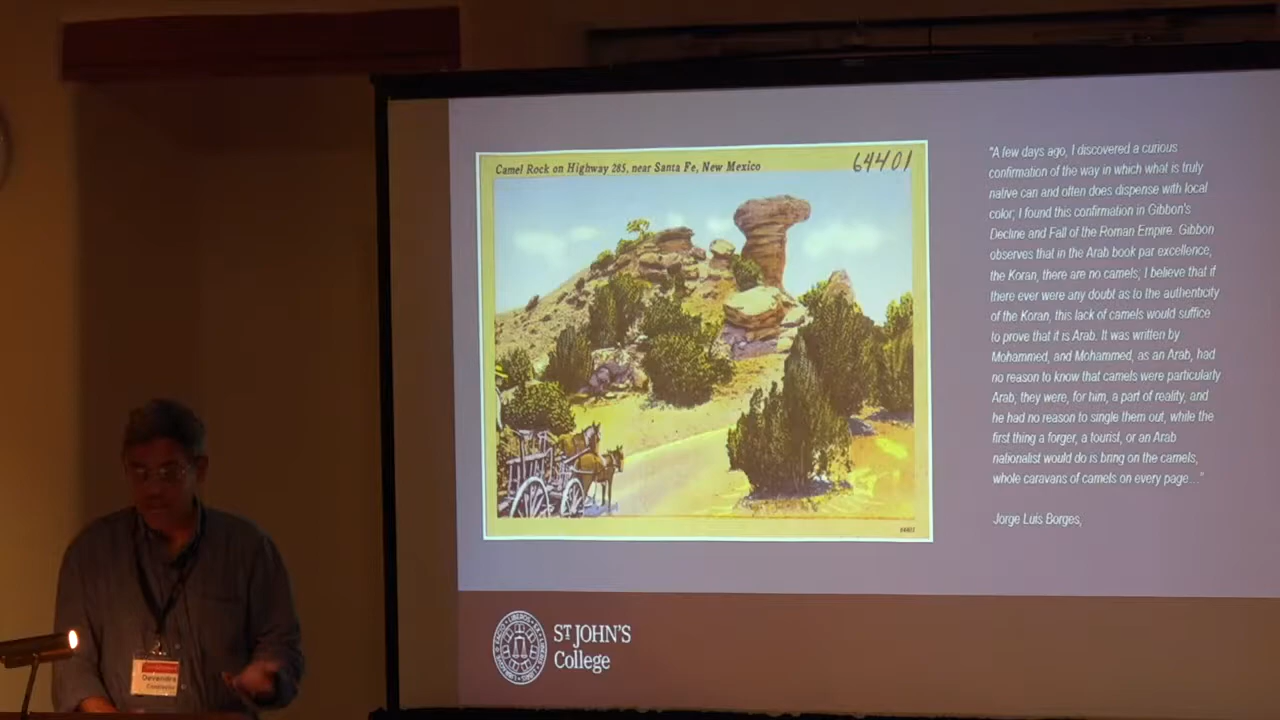 Camel Rock on Highway 285, near Santa Fe, New Mexico
64401
"A few days ago, I discovered a curious
confirmation of the way in which what is truly
native can and often does dispense with local
color; I found this confirmation in Gibbon's
Decline and Fall of the Roman Empire. Gibbon
observes that in the Arab book par excellence,
the Koran, there are no camels; I believe that if
there ever were any doubt as to the authenticity
of the Koran, this lack of camels would suffice
to prove that it is Arab. It was written by
Mohammed, and Mohammed, as an Arab, had
no reason to know that camels were particularly
Arab; they were, for him, a part of reality, and
he had no reason to single them out, while the
first thing a forger, a tourist, or an Arab
nationalist would do is bring on the camels,
whole caravans of camels on every page..."
Jorge Luis Borges,
ST JOHN'S
College
Devendra